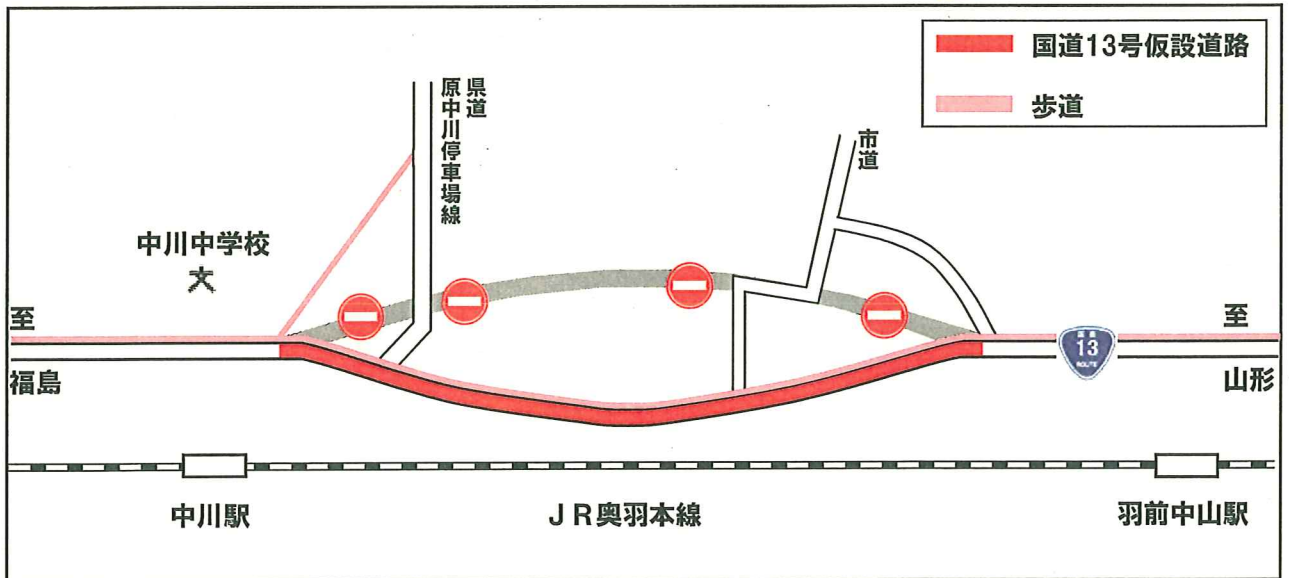 国道13号仮設道路
歩道
県道
原中川停車場線
市道
中川中学校
至
福島
至
山形
13
ROUTE
中川駅
JR奥羽本線
羽前中山駅